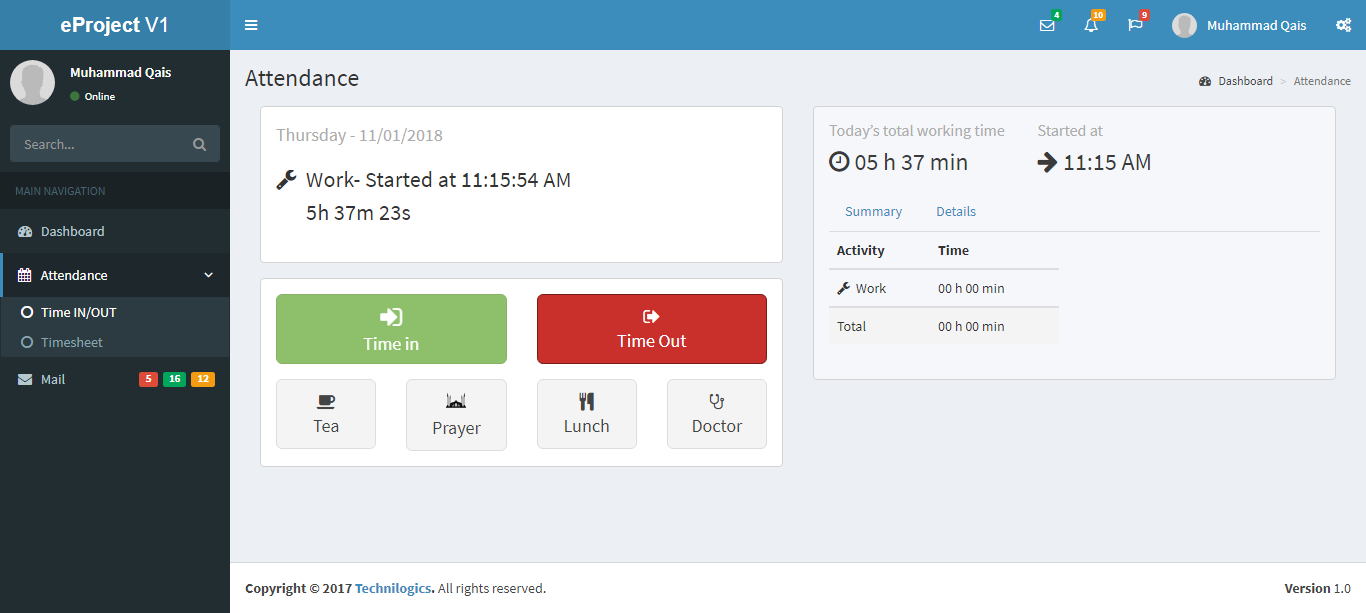 eProject V1
4
10
9
Muhammad Qais
Muhammad Qais
Online
Search...
MAIN NAVIGATION
Dashboard
Attendance
Time IN/OUT
Timesheet
Mail 5 16 12
Attendance
Dashboard > Attendance
Thursday - 11/01/2018
Work- Started at 11:15:54 AM
5h 37m 23s
Time in
Time Out
Tea
Prayer
Lunch
Doctor
Today's total working time Started at
05 h 37 min 11:15 AM
Summary Details
Activity Time
Work 00 h 00 min
Total 00 h 00 min
Copyright © 2017 Technilogics. All rights reserved.
Version 1.0